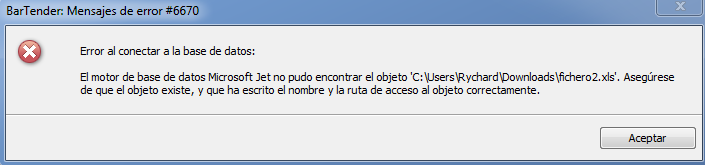 BarTender: Mensajes de error #6670
Error al conectar a la base de datos:
El motor de base de datos Microsoft Jet no pudo encontrar el objeto 'C:\Users\Rychard\Downloads\fichero2.xls'. Asegúrese
de que el objeto existe, y que ha escrito el nombre y la ruta de acceso al objeto correctamente.
Aceptar